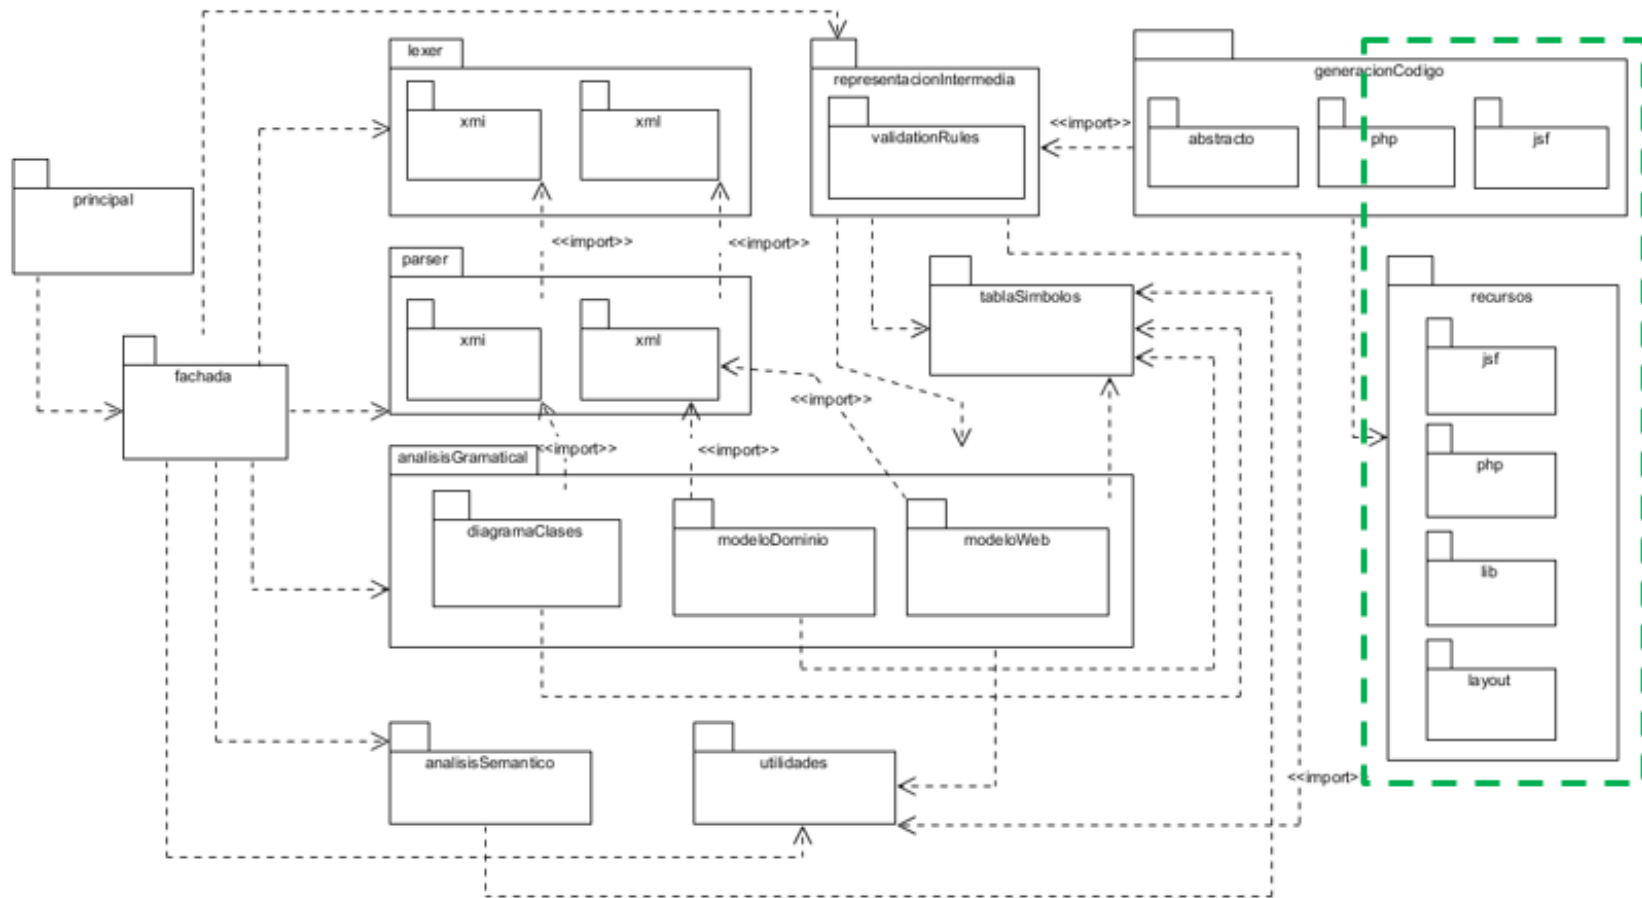 lexer
representacionIntermedia
generacionCodigo
xmi
xml
<<import>>
validationRules
abstracto
php
jsf
principal
<<import>>
<<import>>
parser
tablaSimbolos
recursos
xmi
xml
jsf
fachada
<<import>>
analisisGramatical
<<import>>
<<import>>
php
diagramaClases
modeloDominio
modeloWeb
lib
layout
analisisSemantico
utilidades
<<import>